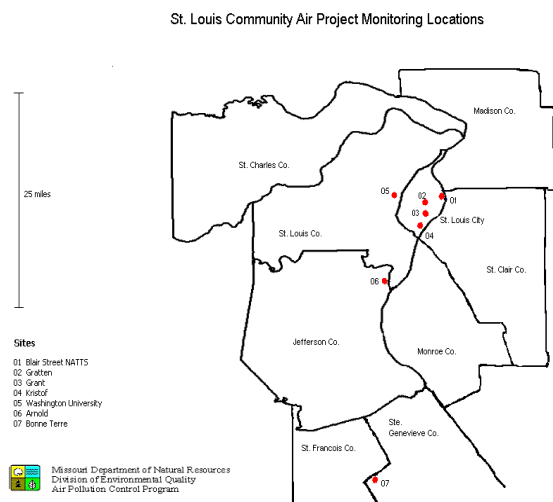 St. Louis Community Air Project Monitoring Locations
Madison Co.
St. Charles Co.
25 miles
05
02
01
03
St. Louis City
04
St. Louis Co.
St. Clair Co.
06
Jefferson Co.
Monroe Co.
Sites
01 Blair Street NATTS
02 Gratten
03 Grant
04 Kristof
05 Washington University
06 Arnold
07 Bonne Terre
Ste.
Genevieve Co.
St. Francois Co.
07
Missouri Department of Natural Resources
Division of Environmental Quality
Air Pollution Control Program